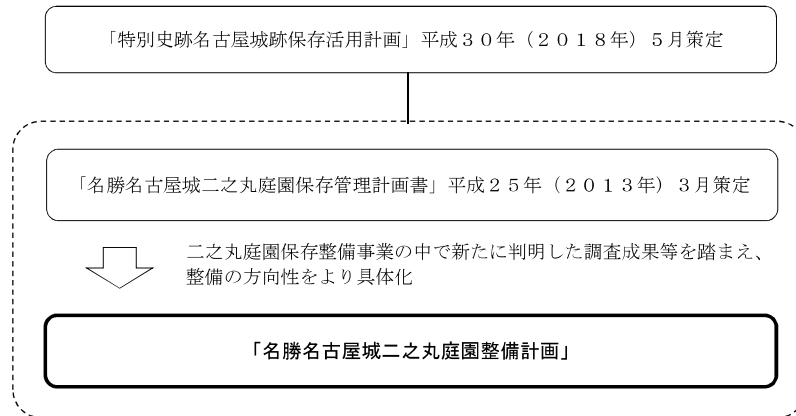 「特別史跡名古屋城跡保存活用計画」平成３０年（２０１８年）５月策定
「名勝名古屋城二之丸庭園保存管理計画書」平成２５年（２０１３年）３月策定
二之丸庭園保存整備事業の中で新たに判明した調査成果等を踏まえ、
整備の方向性をより具体化
「名勝名古屋城二之丸庭園整備計画」